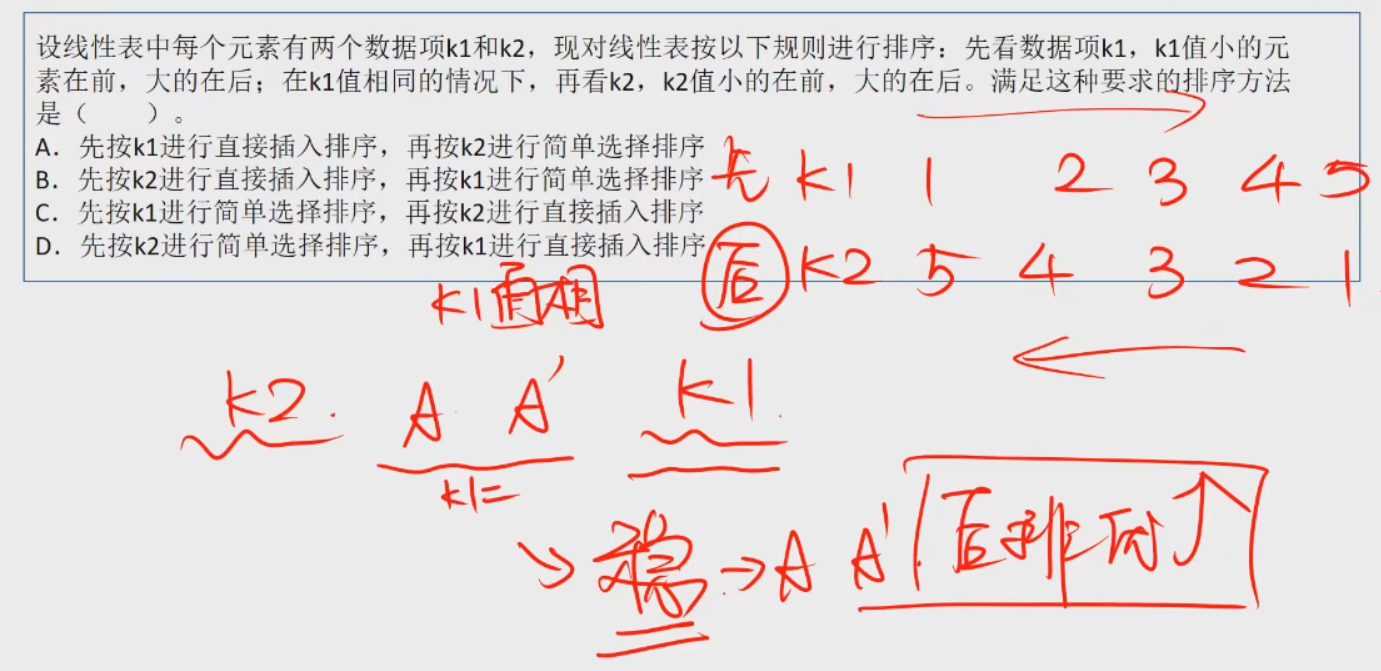 设线性表中每个元素有两个数据项k1和k2，现对线性表按以下规则进行排序：先看数据项k1，k1值小的元
素在前，大的在后；在k1值相同的情况下，再看k2，k2值小的在前，大的在后。满足这种要求的排序方法
是（      ）。
A．先按k1进行直接插入排序，再按k2进行简单选择排序
B．先按k2进行直接插入排序，再按k1进行简单选择排序
C．先按k1进行简单选择排序，再按k2进行直接插入排序
D．先按k2进行简单选择排序，再按k1进行直接插入排序
先 K1 1 2 3 4 5
后 K2 5 4 3 2 1
K1 相
k2. A A' k1.
k1=
稳 → A A' 后排 ↑